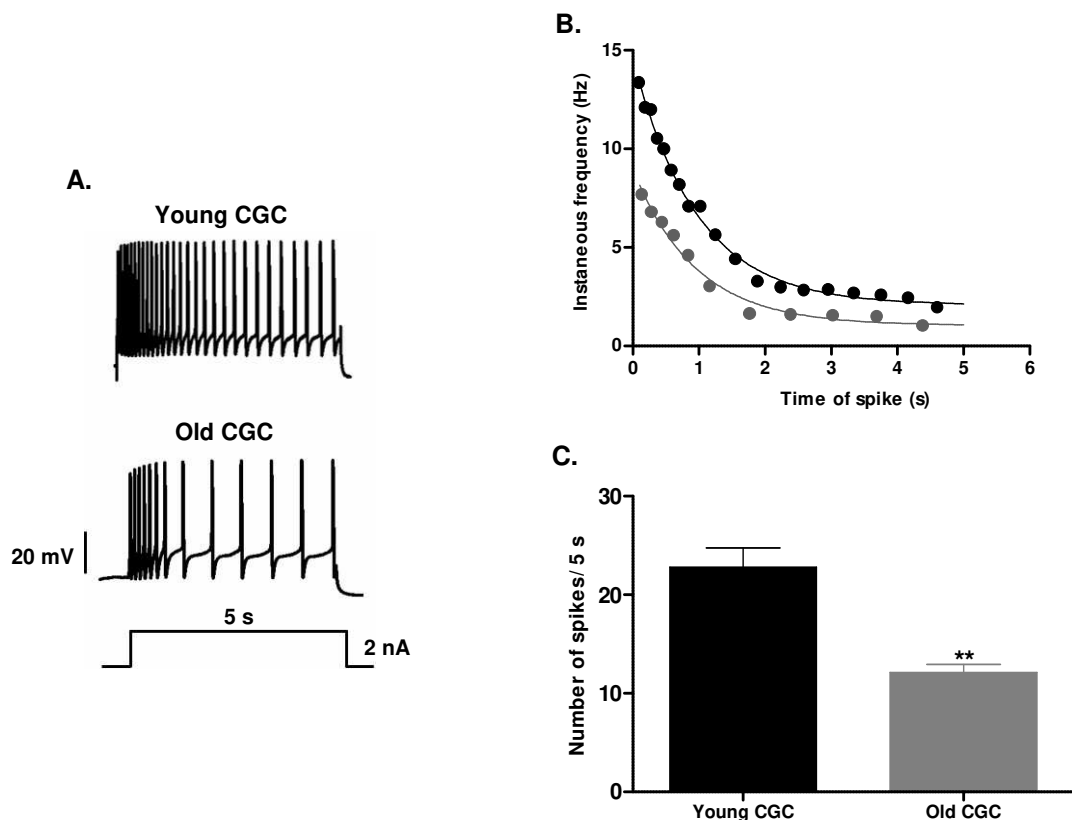 A.
Young CGC
Old CGC
20 mV
5 s
2 nA
B.
Instaneous frequency (Hz)
15
10
5
0
0 1 2 3 4 5 6
Time of spike (s)
C.
Number of spikes/ 5 s
30
20
10
0
**
Young CGC Old CGC